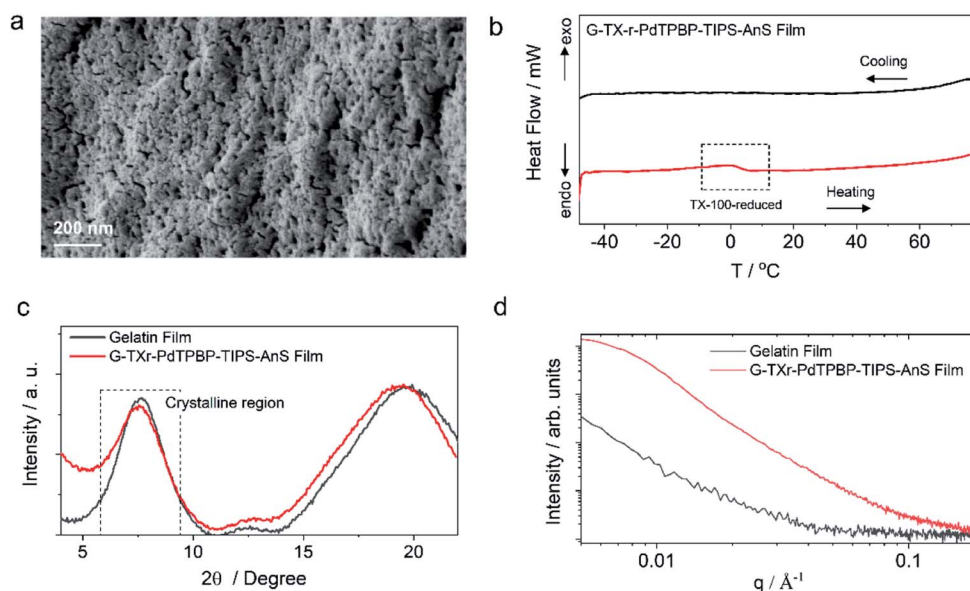 a
200 nm
b
G-TX-r-PdTPBP-TIPS-AnS Film
Cooling
Heating
TX-100-reduced
Heat Flow / mW
exo
endo
-40 -20 0 20 40 60
T / °C
c
Gelatin Film
G-TXr-PdTPBP-TIPS-AnS Film
Crystalline region
Intensity / a. u.
5 10 15 20
2θ / Degree
d
Gelatin Film
G-TXr-PdTPBP-TIPS-AnS Film
Intensity / arb. units
0.01 0.1
q / Å-1